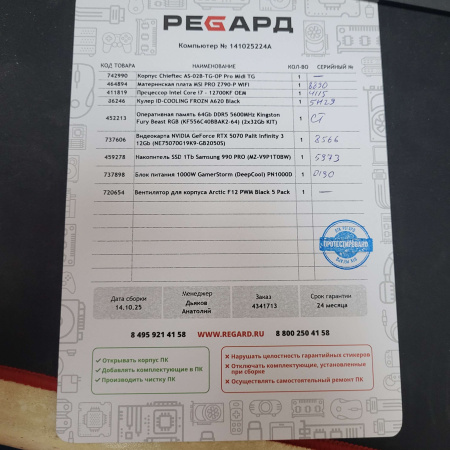 РЕГАРД
Компьютер № 141025224А
КОД ТОВАРА НАИМЕНОВАНИЕ КОЛ-ВО СЕРИЙНЫЙ №
742990 Корпус Chieftec AS-02B-TG-OP Pro Midi TG 1 —
464894 Материнская плата MSI PRO Z790-P WIFI 1
411819 Процессор Intel Core i7 - 12700KF OEM 1
06246 Кулер ID-COOLING FROZN A620 Black 1
452213 Оперативная память 64Gb DDR5 5600MHz Kingston Fury Beast RGB (KF556C40BBAK2-64) (2x32Gb KIT) 1
737606 Видеокарта NVIDIA GeForce RTX 5070 Palit Infinity 3 12Gb (NE75070019K9-GB2050S) 1 8566
459278 Накопитель SSD 1Tb Samsung 990 PRO (MZ-V9P1T0BW) 1 5973
737898 Блок питания 1000W GamerStorm (DeepCool) PN1000D 1 0190
720654 Вентилятор для корпуса Arctic F12 PWM Black 5 Pack 1 —
ПРОТЕСТИРОВАНО
Дата сборки 14.10.25
Менеджер Дьяков Анатолий
Заказ 4341713
Срок гарантии 24 месяца
8 495 921 41 58 WWW.REGARD.RU 8 800 250 41 58
✓ Открывать корпус ПК
✓ Добавлять комплектующие в ПК
✓ Производить чистку ПК
✕ Нарушать целостность гарантийных стикеров
✕ Отключать комплектующие, установленные
при сборке
✕ Осуществлять самостоятельный ремонт ПК